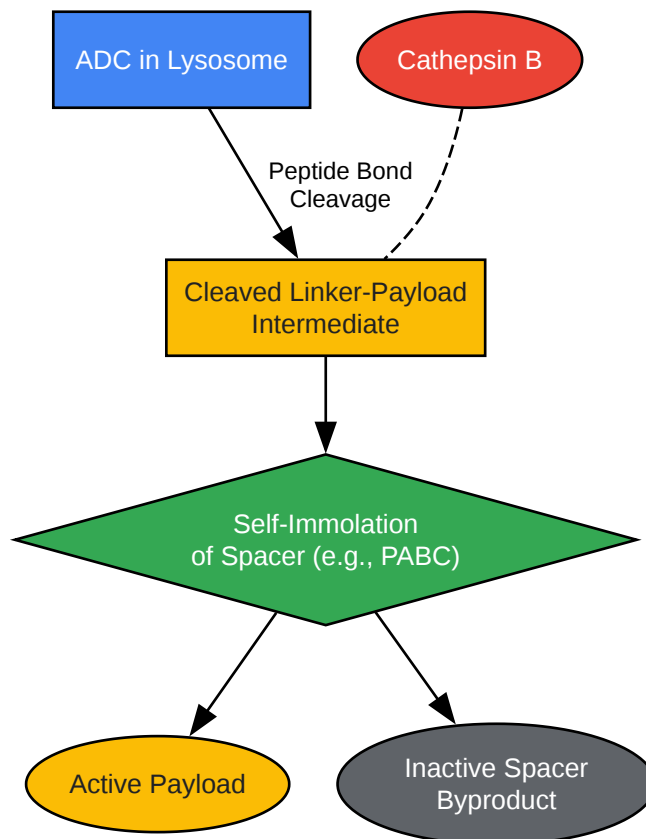 ADC in Lysosome
Cathepsin B
Peptide Bond
Cleavage
Cleaved Linker-Payload
Intermediate
Self-Immolation
of Spacer (e.g., PABC)
Active Payload
Inactive Spacer
Byproduct